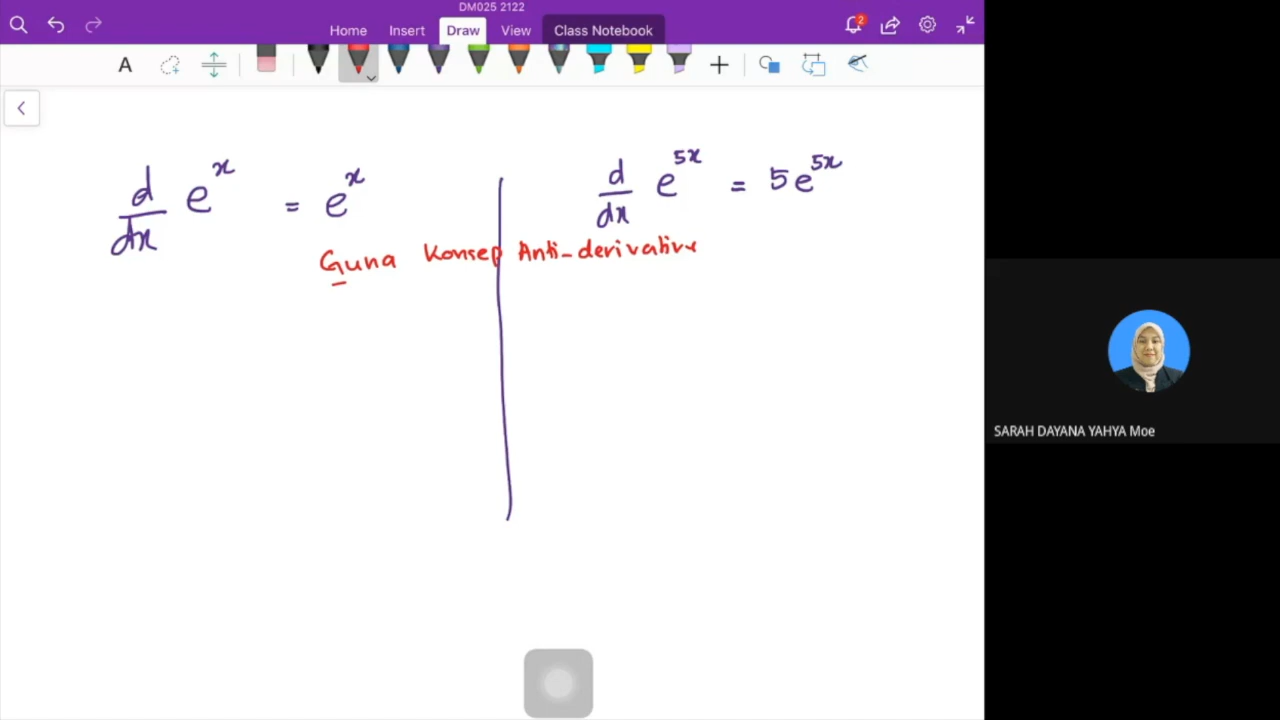 DM025 2122
2
Home Insert Draw View Class Notebook
A
d/dx e^x = e^x
d/dx e^5x = 5e^5x
Guna Konsep Anti-derivative
SARAH DAYANA YAHYA Moe